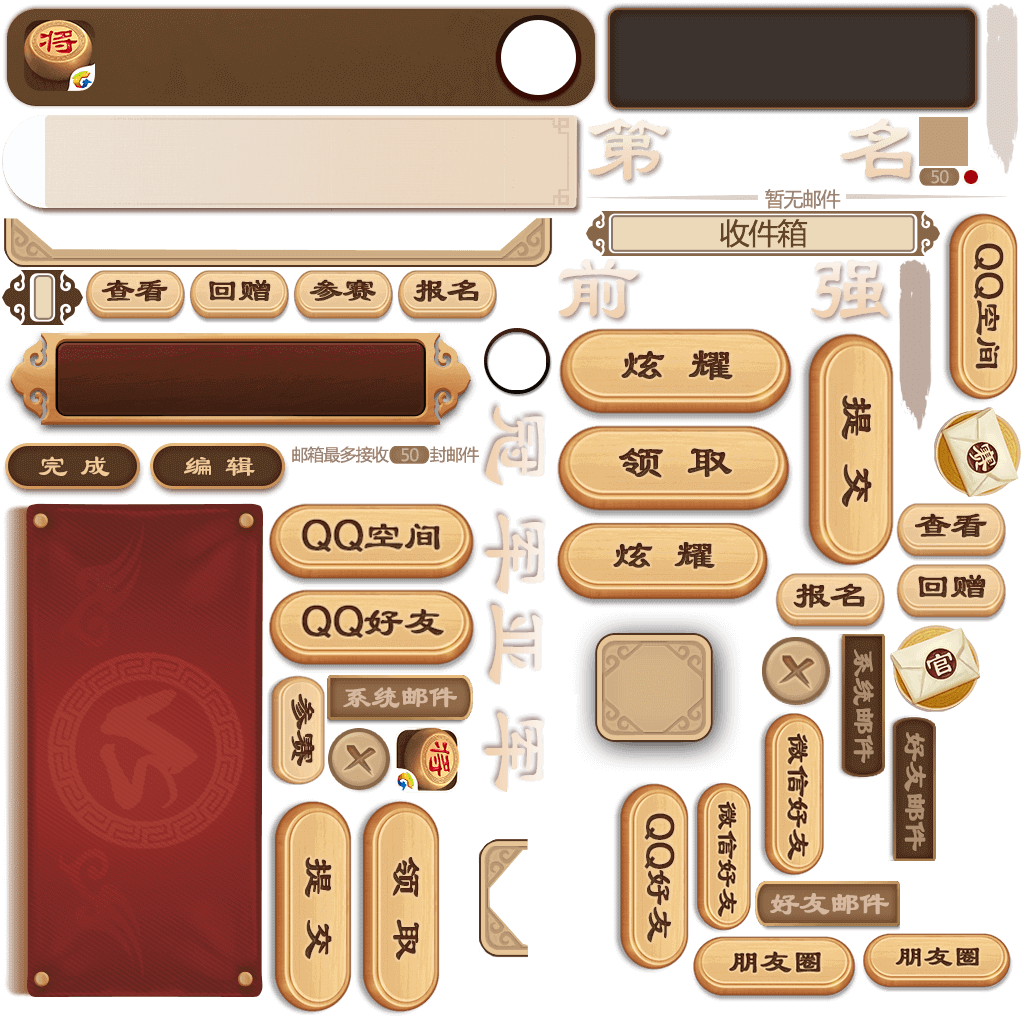 将
第 名
50
暂无邮件
收件箱
QQ空间
查看
回赠
参赛
报名
前 强
炫 耀
提交
完 成
编 辑
邮箱最多接收 50 封邮件
冠
领 取
赛
QQ空间
军
查看
炫 耀
回赠
报名
QQ好友
亚
官
系统邮件
系统邮件
参赛
军
将
微信好友
好友邮件
QQ好友
微信好友
提交
领取
好友邮件
朋友圈
朋友圈